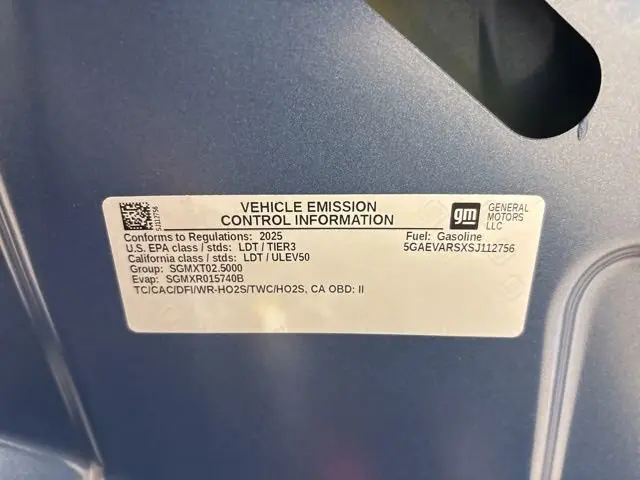 VEHICLE EMISSION
CONTROL INFORMATION
gm
GENERAL
MOTORS
LLC
SJ112756
Conforms to Regulations: 2025
Fuel: Gasoline
U.S. EPA class / stds: LDT / TIER3
5GAEVARSXSJ112756
California class / stds: LDT / ULEV50
Group: SGMXT02.5000
Evap: SGMXR015740B
TC/CAC/DFI/WR-HO2S/TWC/HO2S, CA OBD: II